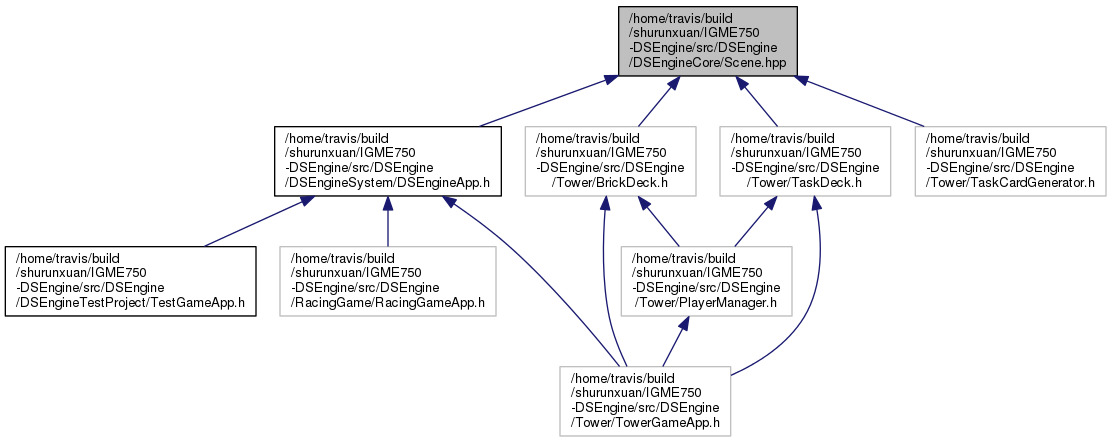 /home/travis/build
/shurunxuan/IGME750
-DSEngine/src/DSEngine
/DSEngineCore/Scene.hpp
/home/travis/build
/shurunxuan/IGME750
-DSEngine/src/DSEngine
/DSEngineSystem/DSEngineApp.h
/home/travis/build
/shurunxuan/IGME750
-DSEngine/src/DSEngine
/Tower/BrickDeck.h
/home/travis/build
/shurunxuan/IGME750
-DSEngine/src/DSEngine
/Tower/TaskDeck.h
/home/travis/build
/shurunxuan/IGME750
-DSEngine/src/DSEngine
/Tower/TaskCardGenerator.h
/home/travis/build
/shurunxuan/IGME750
-DSEngine/src/DSEngine
/DSEngineTestProject/TestGameApp.h
/home/travis/build
/shurunxuan/IGME750
-DSEngine/src/DSEngine
/RacingGame/RacingGameApp.h
/home/travis/build
/shurunxuan/IGME750
-DSEngine/src/DSEngine
/Tower/PlayerManager.h
/home/travis/build
/shurunxuan/IGME750
-DSEngine/src/DSEngine
/Tower/TowerGameApp.h